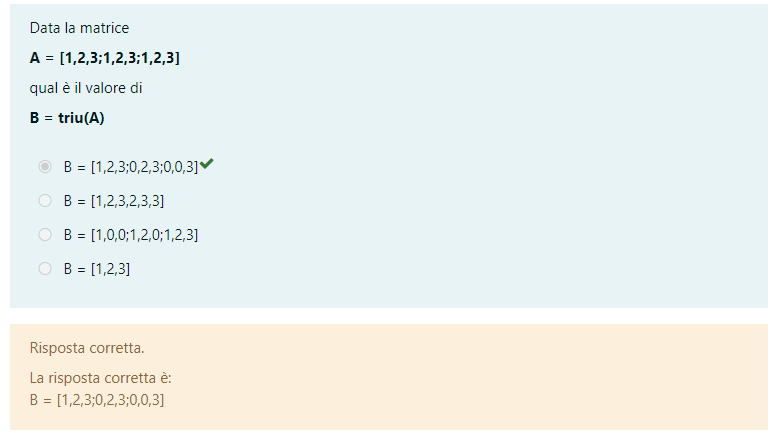 Data la matrice
A = [1,2,3;1,2,3;1,2,3]
qual è il valore di
B = triu(A)
B = [1,2,3;0,2,3;0,0,3]
B = [1,2,3,2,3,3]
B = [1,0,0;1,2,0;1,2,3]
B = [1,2,3]
Risposta corretta.
La risposta corretta è:
B = [1,2,3;0,2,3;0,0,3]